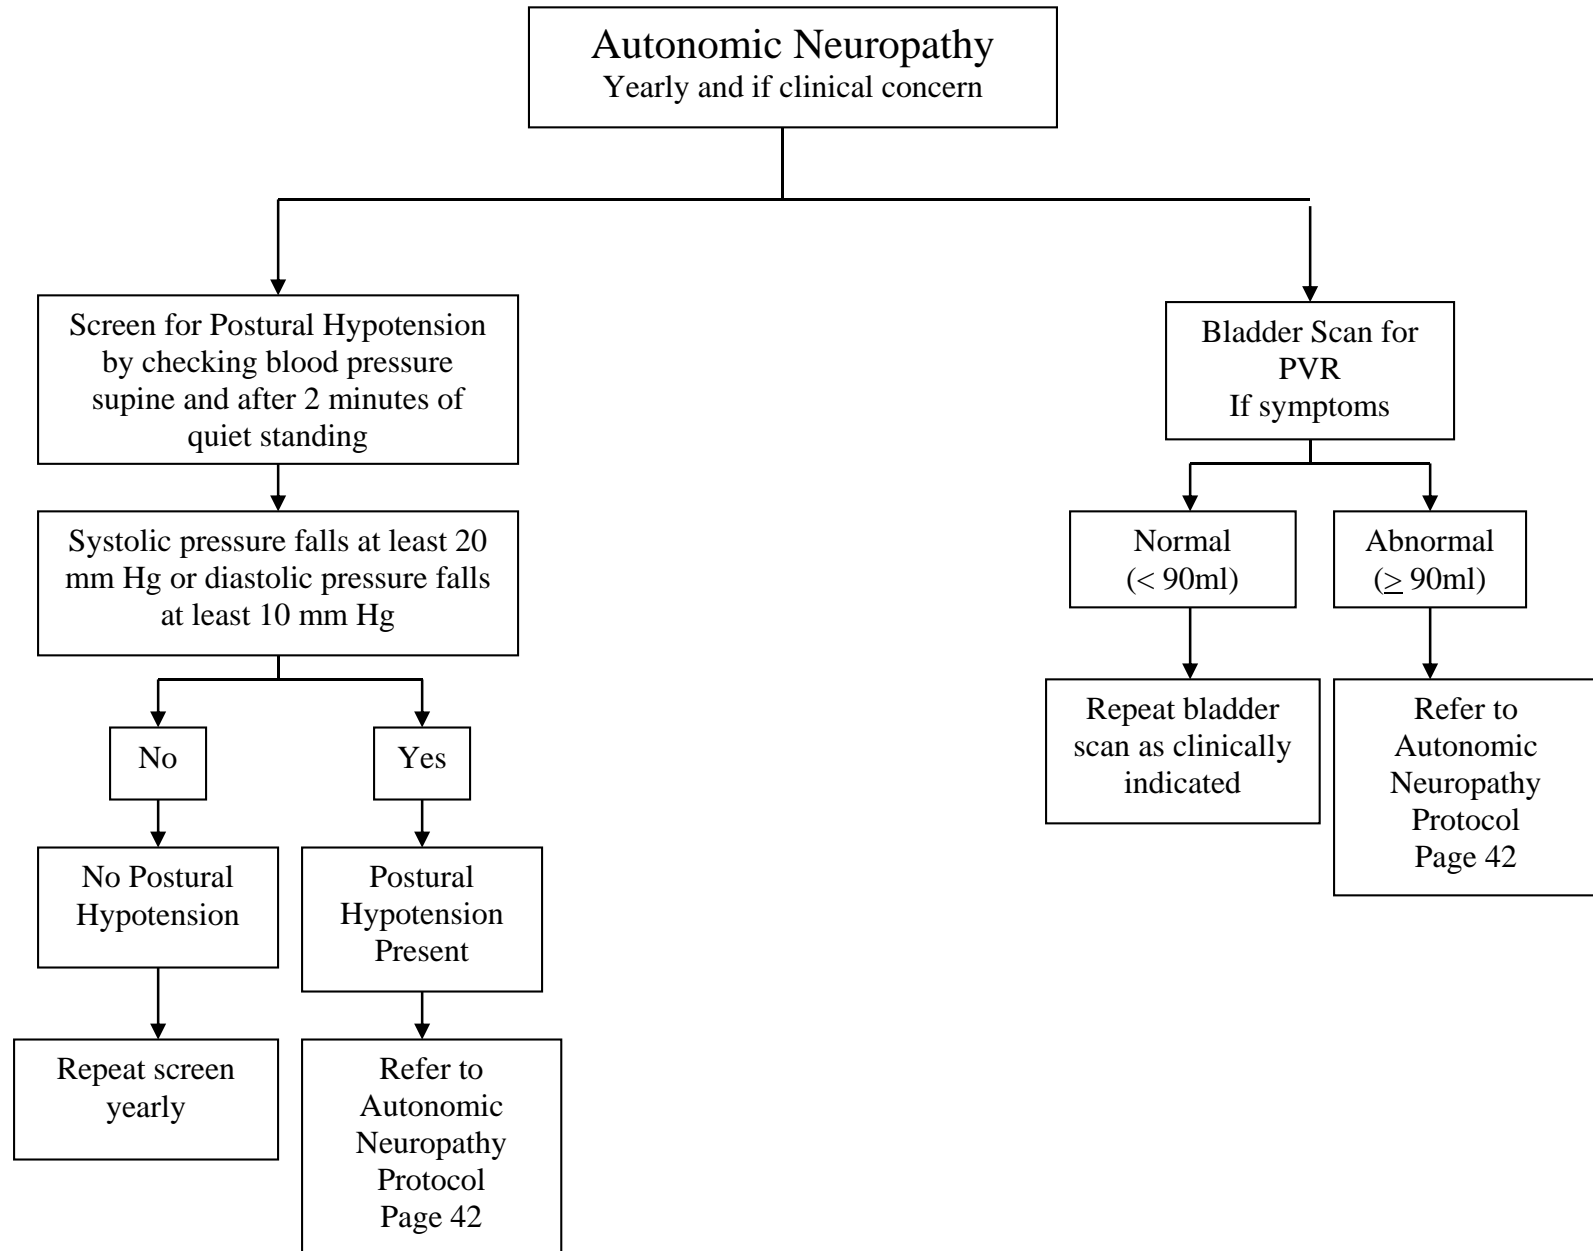 Autonomic Neuropathy
Yearly and if clinical concern
Screen for Postural Hypotension
by checking blood pressure
supine and after 2 minutes of
quiet standing
Systolic pressure falls at least 20
mm Hg or diastolic pressure falls
at least 10 mm Hg
No
Yes
No Postural
Hypotension
Postural
Hypotension
Present
Repeat screen
yearly
Refer to
Autonomic
Neuropathy
Protocol
Page 42
Bladder Scan for
PVR
If symptoms
Normal
(< 90ml)
Abnormal
(≥ 90ml)
Repeat bladder
scan as clinically
indicated
Refer to
Autonomic
Neuropathy
Protocol
Page 42